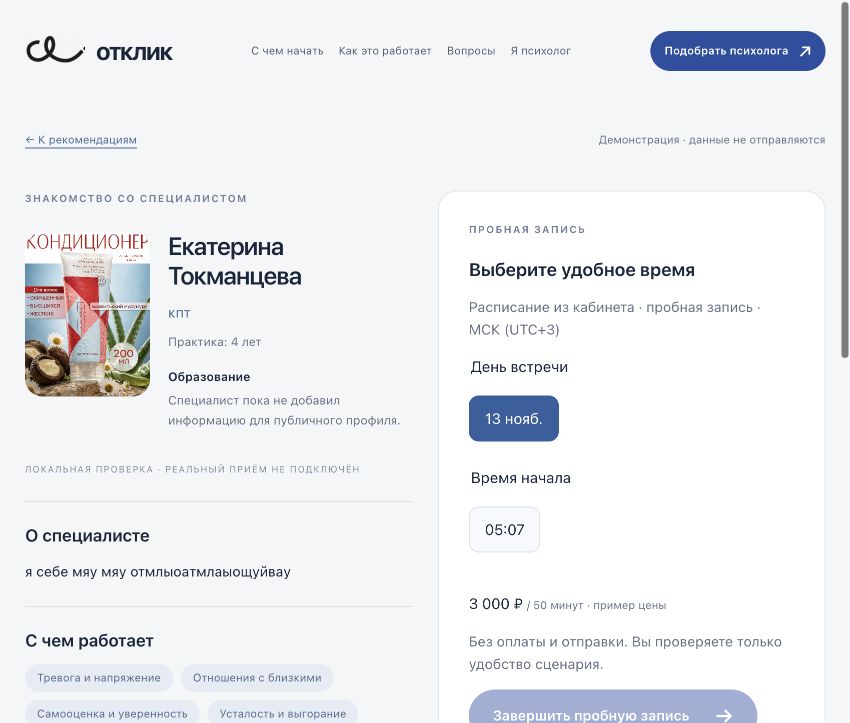 ОТКЛИК
С чем начать
Как это работает
Вопросы
Я психолог
Подобрать психолога ↗
← К рекомендациям
Демонстрация · данные не отправляются
ЗНАКОМСТВО СО СПЕЦИАЛИСТОМ
КОНДИЦИОНЕР
Для волос:
-ОКРАШЕННЫХ
-ВЬЮЩИХСЯ
-ЖЕСТКИХ
200
МЛ
Екатерина
Токманцева
КПТ
Практика: 4 лет
Образование
Специалист пока не добавил
информацию для публичного профиля.
ЛОКАЛЬНАЯ ПРОВЕРКА · РЕАЛЬНЫЙ ПРИЁМ НЕ ПОДКЛЮЧЁН
О специалисте
я себе мяу мяу отмлыоатмлаыощуйвау
С чем работает
Тревога и напряжение
Отношения с близкими
Самооценка и уверенность
Усталость и выгорание
ПРОБНАЯ ЗАПИСЬ
Выберите удобное время
Расписание из кабинета · пробная запись ·
МСК (UTC+3)
День встречи
13 нояб.
Время начала
05:07
3 000 ₽ / 50 минут · пример цены
Без оплаты и отправки. Вы проверяете только
удобство сценария.
Завершить пробную запись →